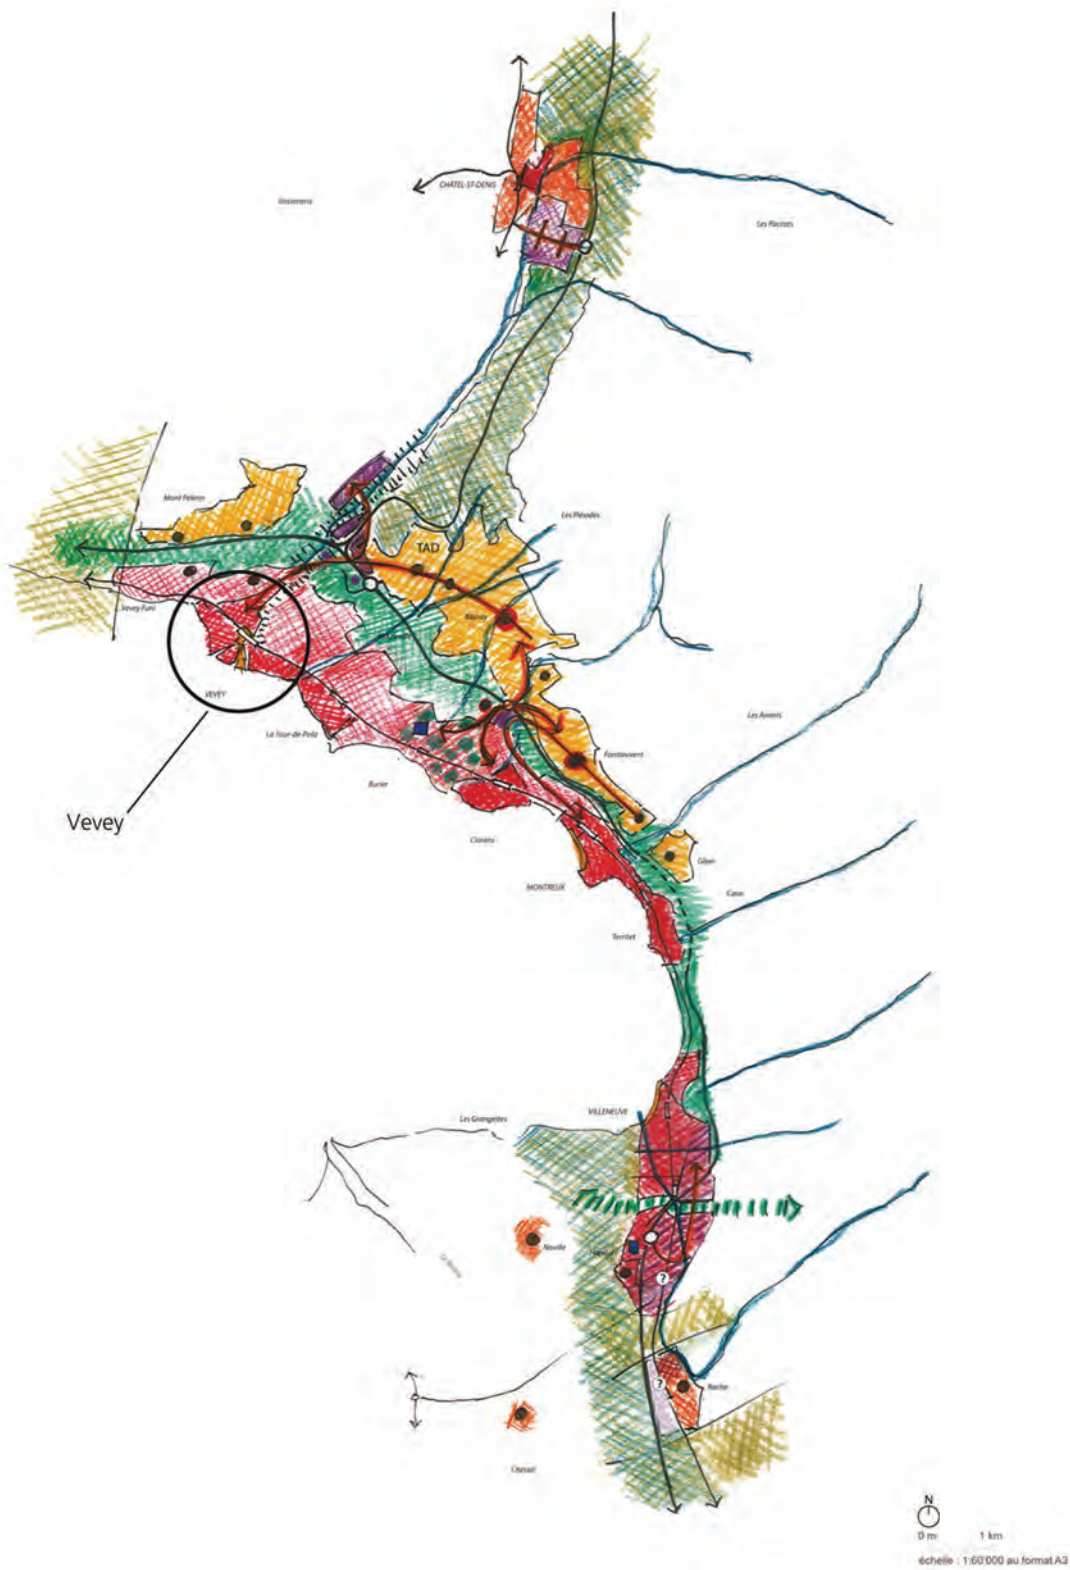 CHÂTEL-ST-DENIS
Les Paccots
Mont Pèlerin
Les Pléiades
TAD
Vevey Funi
VEVEY
La Tour-de-Peilz
Les Avants
Fontanivent
Burier
Vevey
Clarens
Glion
MONTREUX
Caux
Territet
Les Grangettes
VILLENEUVE
Noville
?
?
Roche
Chessel
N
0 m 1 km
échelle : 1:60'000 au format A3